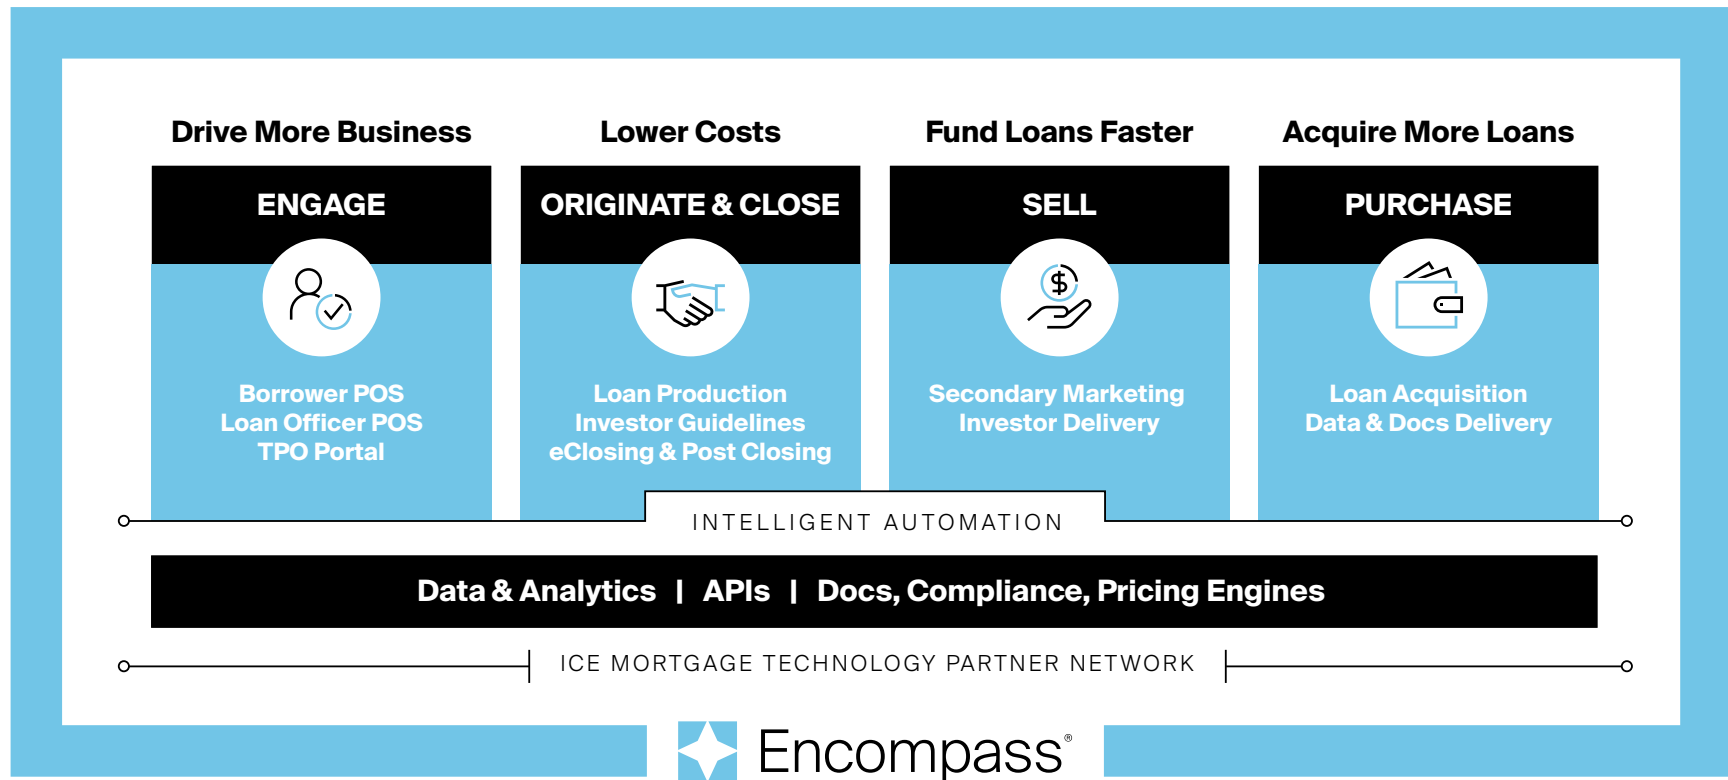 Drive More Business
Lower Costs
Fund Loans Faster
Acquire More Loans
ENGAGE
ORIGINATE & CLOSE
SELL
PURCHASE
$
Borrower POS
Loan Officer POS
TPO Portal
Loan Production
Investor Guidelines
eClosing & Post Closing
Secondary Marketing
Investor Delivery
Loan Acquisition
Data & Docs Delivery
INTELLIGENT AUTOMATION
Data & Analytics | APIs | Docs, Compliance, Pricing Engines
ICE MORTGAGE TECHNOLOGY PARTNER NETWORK
Encompass®